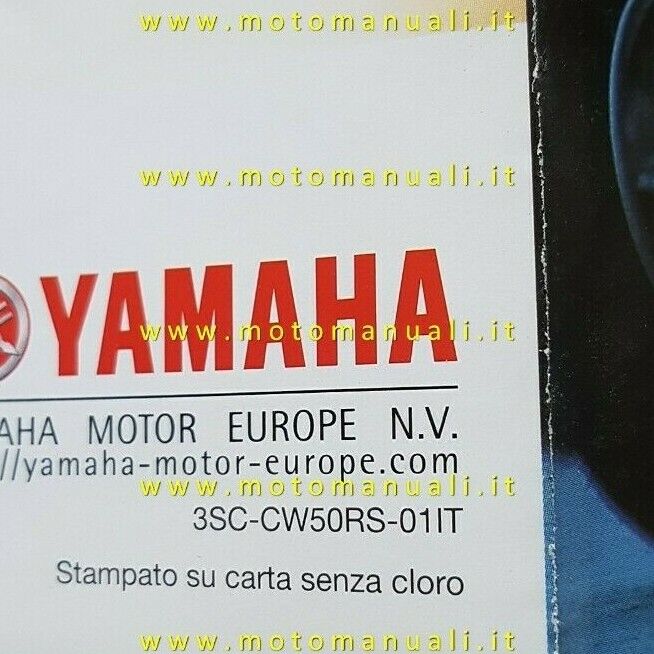 www.motomanuali.it
www.motomanuali.it
YAMAHA
www.motomanuali.it
AHA MOTOR EUROPE N.V.
//yamaha-motor-europe.com
www.motomanuali.it
3SC-CW50RS-01IT
Stampato su carta senza cloro
www.motomanuali.it